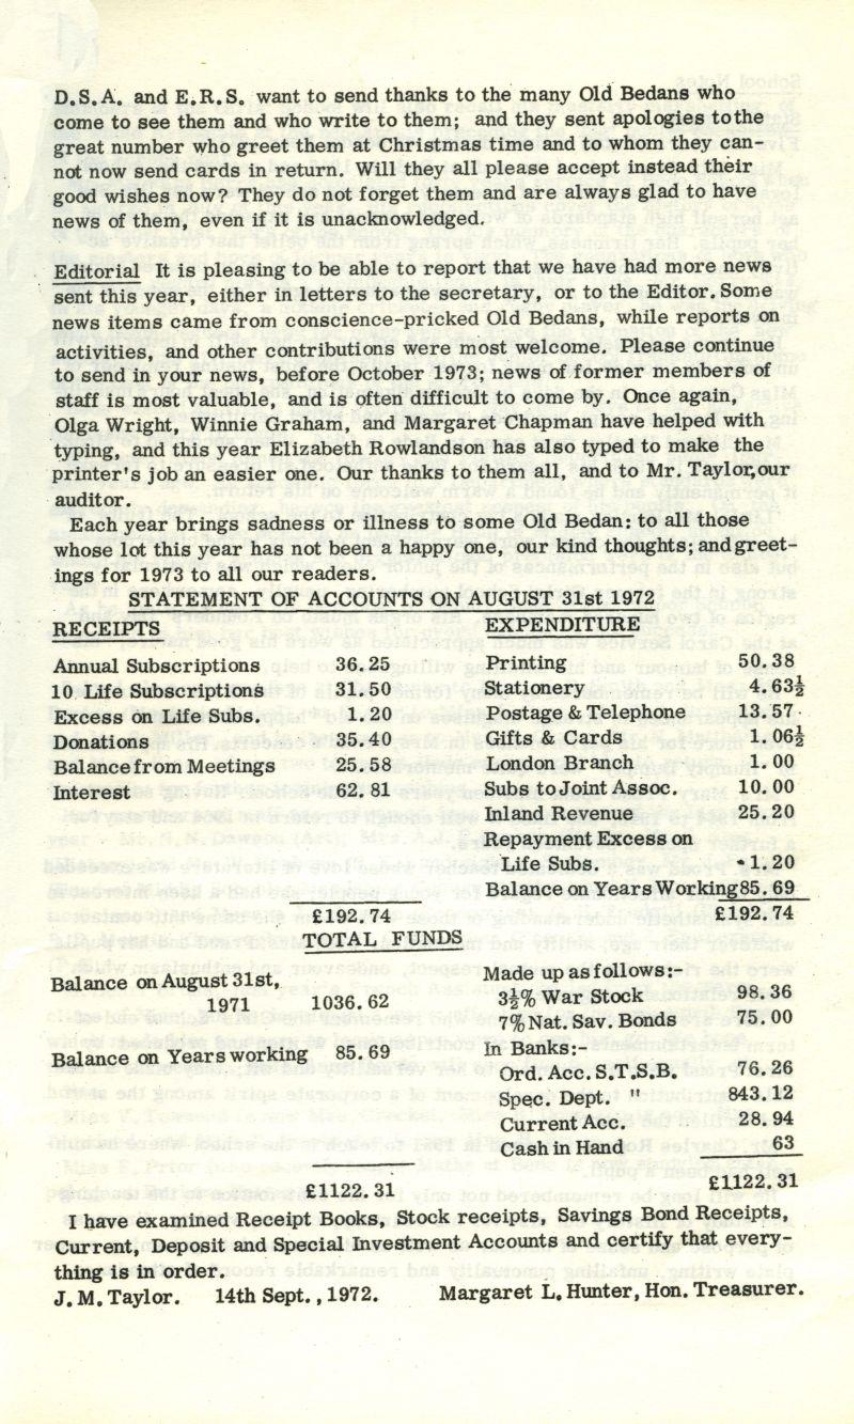 D.S.A. and E.R.S. want to send thanks to the many Old Bedans who
come to see them and who write to them; and they sent apologies to the
great number who greet them at Christmas time and to whom they can-
not now send cards in return. Will they all please accept instead their
good wishes now? They do not forget them and are always glad to have
news of them, even if it is unacknowledged.
Editorial It is pleasing to be able to report that we have had more news
sent this year, either in letters to the secretary, or to the Editor. Some
news items came from conscience-pricked Old Bedans, while reports on
activities, and other contributions were most welcome. Please continue
to send in your news, before October 1973; news of former members of
staff is most valuable, and is often difficult to come by. Once again,
Olga Wright, Winnie Graham, and Margaret Chapman have helped with
typing, and this year Elizabeth Rowlandson has also typed to make the
printer's job an easier one. Our thanks to them all, and to Mr. Taylor, our
auditor.
Each year brings sadness or illness to some Old Bedan: to all those
whose lot this year has not been a happy one, our kind thoughts; and greet-
ings for 1973 to all our readers.
STATEMENT OF ACCOUNTS ON AUGUST 31st 1972
RECEIPTS EXPENDITURE
Annual Subscriptions 36.25 Printing 50.38
10 Life Subscriptions 31.50 Stationery 4.63½
Excess on Life Subs. 1.20 Postage & Telephone 13.57
Donations 35.40 Gifts & Cards 1.06½
Balance from Meetings 25.58 London Branch 1.00
Interest 62.81 Subs to Joint Assoc. 10.00
Inland Revenue 25.20
Repayment Excess on
Life Subs. 1.20
Balance on Years Working 85.69
£192.74 £192.74
TOTAL FUNDS
Balance on August 31st, Made up as follows:-
1971 1036.62 3½% War Stock 98.36
7% Nat. Sav. Bonds 75.00
Balance on Years working 85.69 In Banks:-
Ord. Acc. S.T.S.B. 76.26
Spec. Dept. " 843.12
Current Acc. 28.94
Cash in Hand 63
£1122.31 £1122.31
I have examined Receipt Books, Stock receipts, Savings Bond Receipts,
Current, Deposit and Special Investment Accounts and certify that every-
thing is in order.
J. M. Taylor. 14th Sept., 1972. Margaret L. Hunter, Hon. Treasurer.